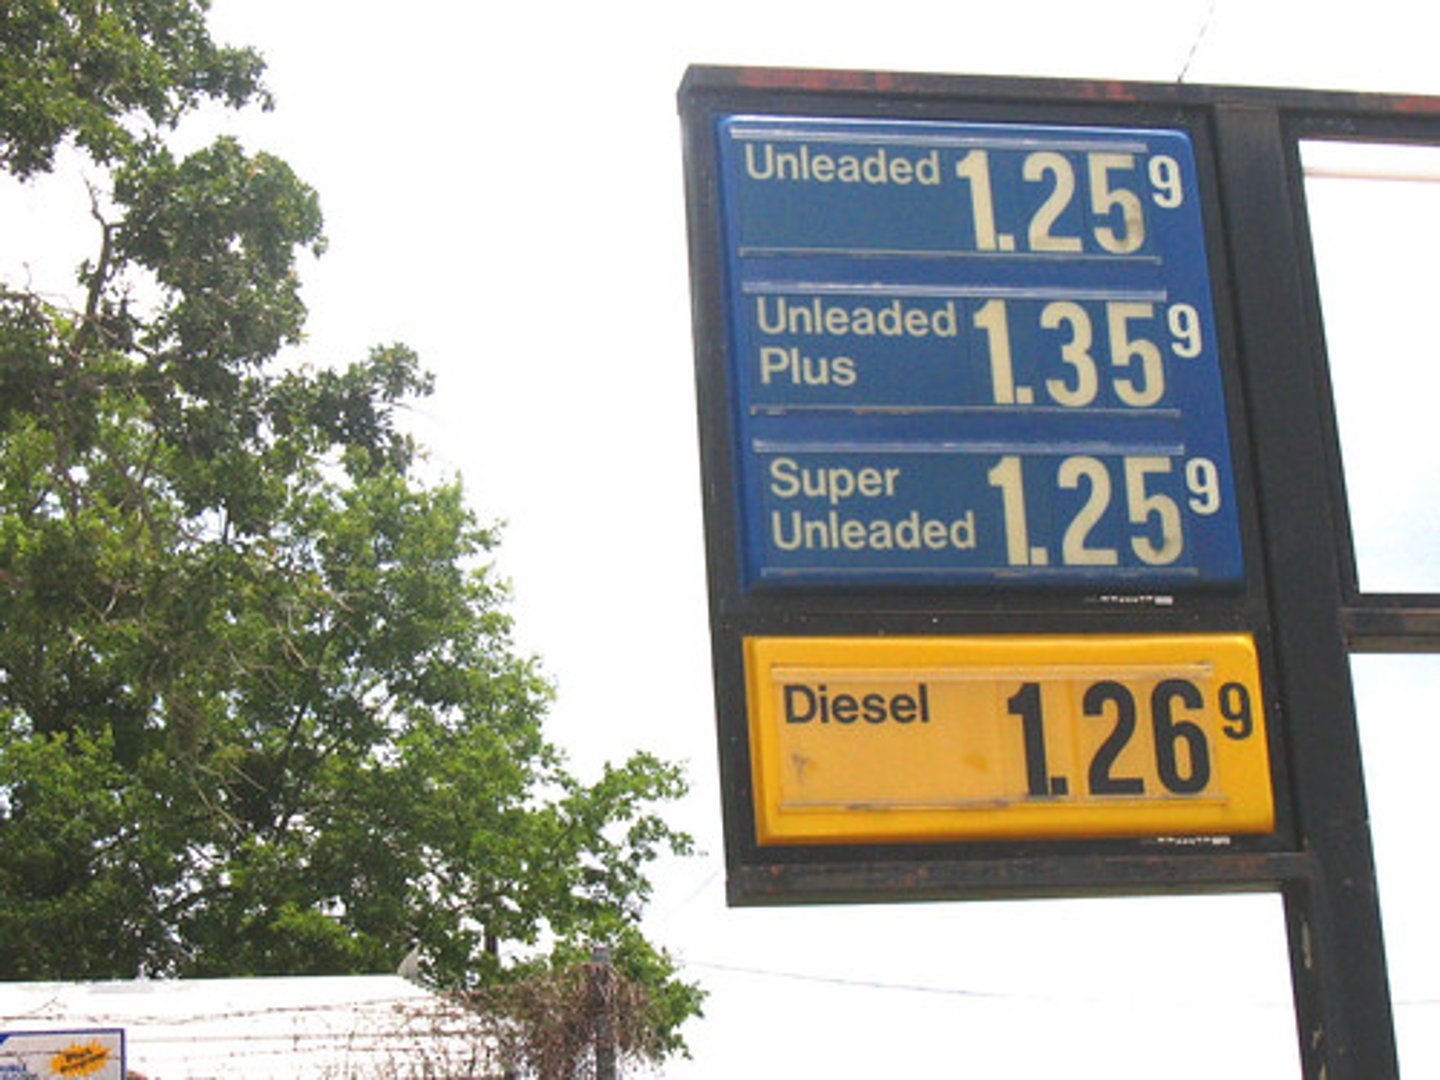 Unleaded 1.25 9
Unleaded
Plus 1.35 9
Super
Unleaded 1.25 9
Diesel 1.26 9